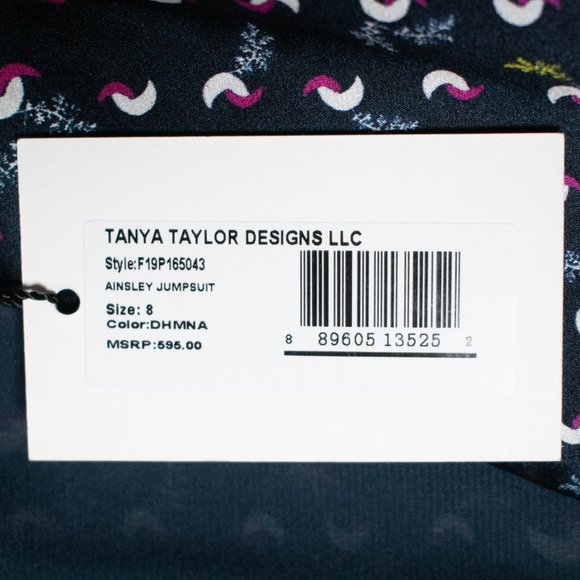 TANYA TAYLOR DESIGNS LLC
Style:F19P165043
AINSLEY JUMPSUIT
Size: 8
Color:DHMNA
MSRP:595.00
8 89605 13525 2